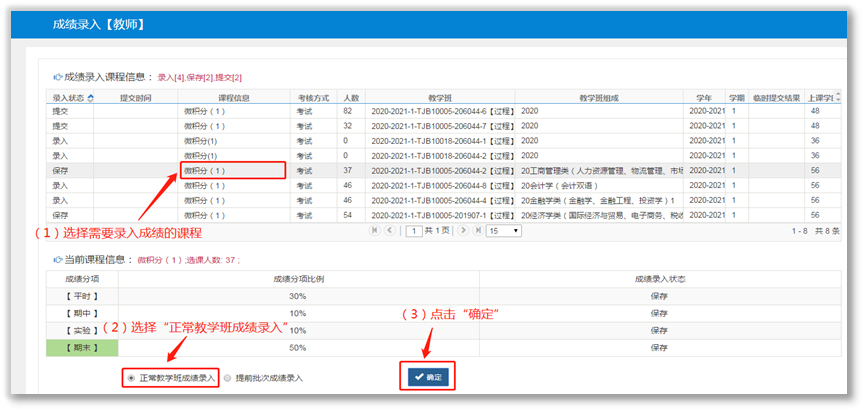 成绩录入【教师】
成绩录入课程信息： 录入[4],保存[2],提交[2]
录入状态 提交时间 课程信息 考核方式 人数 教学班 教学班组成 学年 学期 临时提交结果 上课学
提交 微积分（1） 考试 82 2020-2021-1-TJB10005-206044-6【过程】 2020 2020-2021 1 48
提交 微积分（1） 考试 32 2020-2021-1-TJB10005-206044-7【过程】 2020 2020-2021 1 48
录入 微积分(1) 考试 0 2020-2021-1-TJB10018-206044-1【过程】 2020 2020-2021 1 36
录入 微积分(1) 考试 0 2020-2021-1-TJB10018-206044-2【过程】 2020 2020-2021 1 36
保存 微积分（1） 考试 37 2020-2021-1-TJB10005-206044-2【过程】 20工商管理类（人力资源管理、物流管理、市场 2020-2021 1 56
录入 微积分（1） 考试 46 2020-2021-1-TJB10005-206044-8【过程】 20会计学（会计双语） 2020-2021 1 56
录入 微积分（1） 考试 46 2020-2021-1-TJB10005-206044-4【过程】 20金融学类（金融学、金融工程、投资学）1 2020-2021 1 56
保存 微积分（1） 考试 54 2020-2021-1-TJB10005-201907-1【过程】 20经济学类（国际经济与贸易、电子商务、税收 2020-2021 1 56
（1）选择需要录入成绩的课程
1 共 1 页 15 1 - 8 共 8 条
当前课程信息： 微积分（1）;选课人数: 37 ;
成绩分项 成绩分项比例 成绩录入状态
【 平时 】 30% 保存
【 期中 】 10% 保存
【 实验 】 10% 保存
【 期末 】 50% 保存
（2）选择“正常教学班成绩录入”
（3）点击“确定”
正常教学班成绩录入 提前批次成绩录入 确定